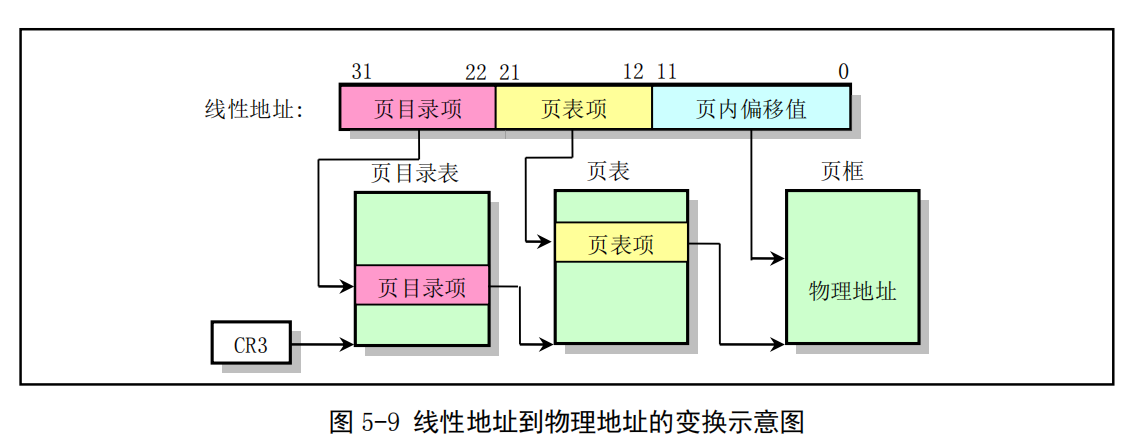 31 22 21 12 11 0
线性地址: 页目录项 页表项 页内偏移值
页目录表 页表 页框
页表项
页目录项 物理地址
CR3
图 5-9 线性地址到物理地址的变换示意图